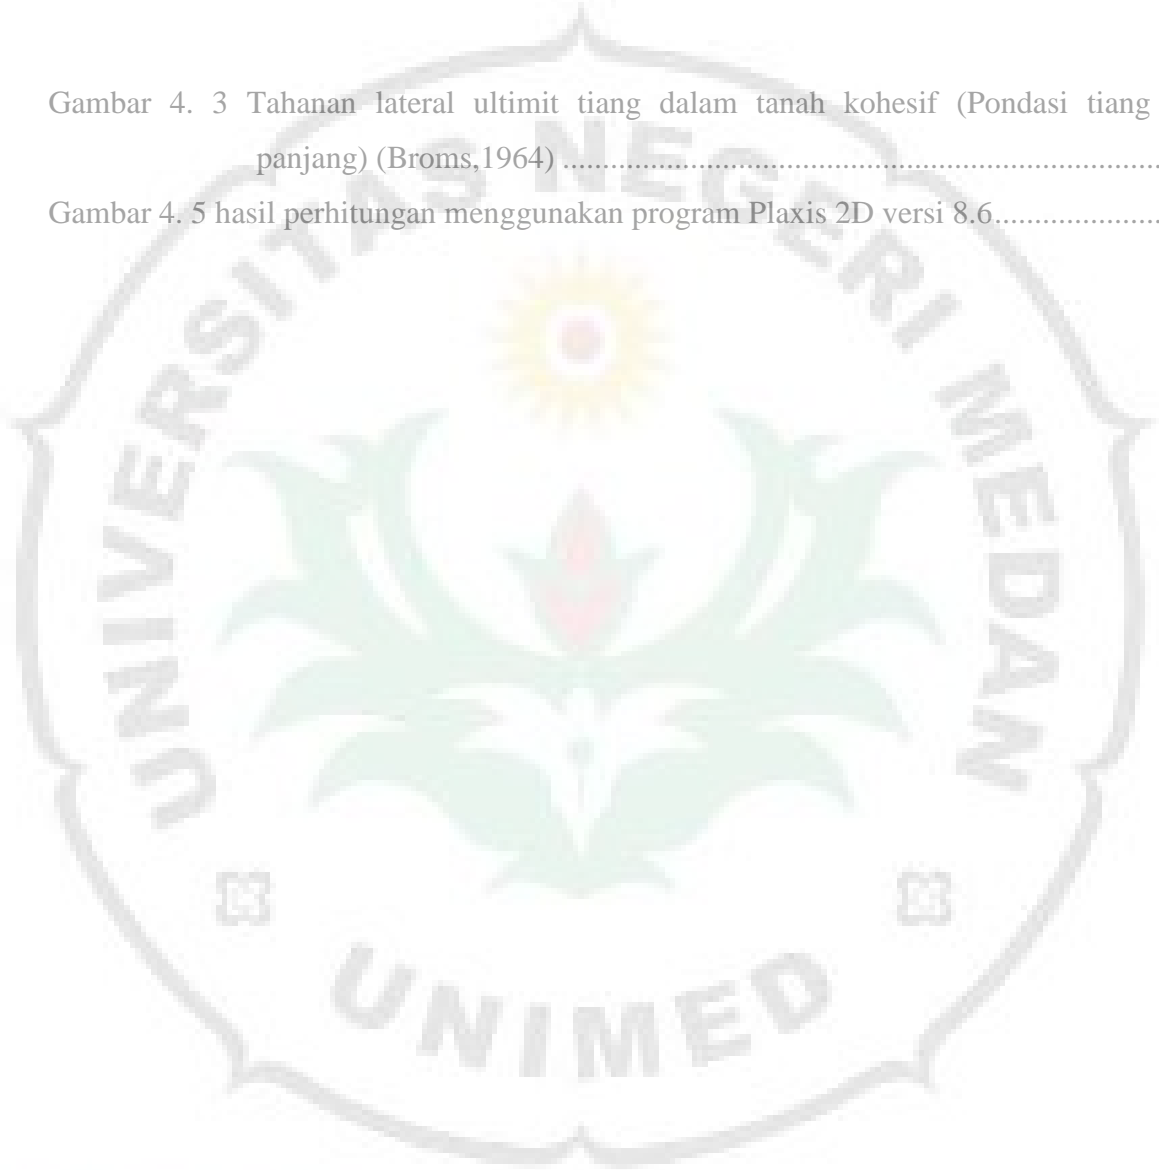 Gambar 4. 3 Tahanan lateral ultimit tiang dalam tanah kohesif (Pondasi tiang
panjang) (Broms,1964) ..........................................................................
Gambar 4. 5 hasil perhitungan menggunakan program Plaxis 2D versi 8.6.....................
UNIVERSITAS NEGERI MEDAN
UNIMED